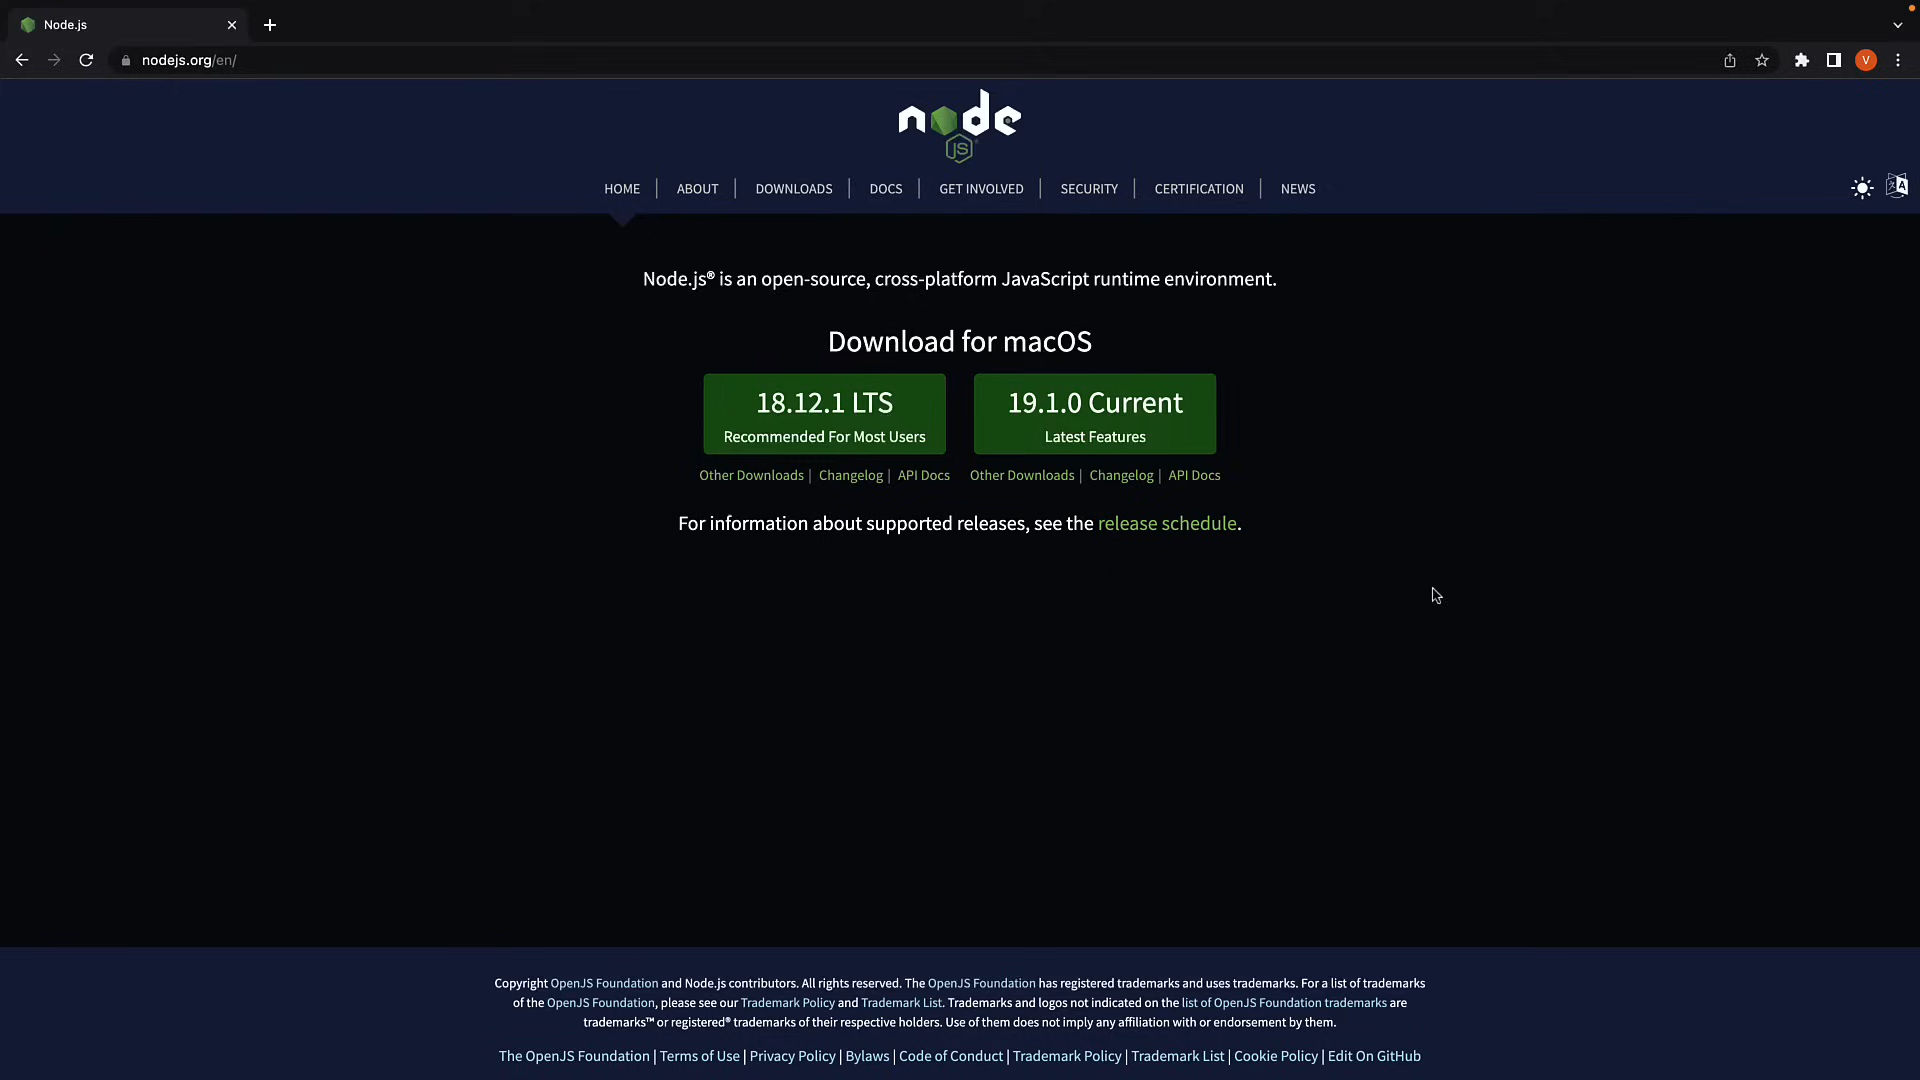 Node.js
nodejs.org/en/
V
node
JS
HOME | ABOUT | DOWNLOADS | DOCS | GET INVOLVED | SECURITY | CERTIFICATION | NEWS
Node.js® is an open-source, cross-platform JavaScript runtime environment.
Download for macOS
18.12.1 LTS
Recommended For Most Users
19.1.0 Current
Latest Features
Other Downloads | Changelog | API Docs
Other Downloads | Changelog | API Docs
For information about supported releases, see the release schedule.
Copyright OpenJS Foundation and Node.js contributors. All rights reserved. The OpenJS Foundation has registered trademarks and uses trademarks. For a list of trademarks
of the OpenJS Foundation, please see our Trademark Policy and Trademark List. Trademarks and logos not indicated on the list of OpenJS Foundation trademarks are
trademarks™ or registered® trademarks of their respective holders. Use of them does not imply any affiliation with or endorsement by them.
The OpenJS Foundation | Terms of Use | Privacy Policy | Bylaws | Code of Conduct | Trademark Policy | Trademark List | Cookie Policy | Edit On GitHub